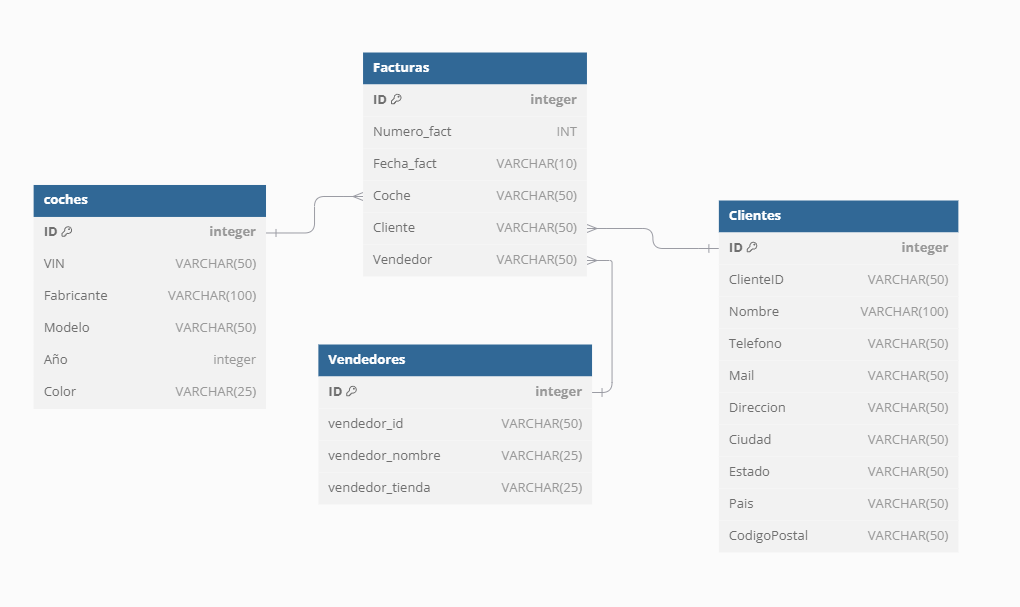 Facturas
ID integer
Numero_fact INT
Fecha_fact VARCHAR(10)
Coche VARCHAR(50)
Cliente VARCHAR(50)
Vendedor VARCHAR(50)
coches
ID integer
VIN VARCHAR(50)
Fabricante VARCHAR(100)
Modelo VARCHAR(50)
Año integer
Color VARCHAR(25)
Vendedores
ID integer
vendedor_id VARCHAR(50)
vendedor_nombre VARCHAR(25)
vendedor_tienda VARCHAR(25)
Clientes
ID integer
ClienteID VARCHAR(50)
Nombre VARCHAR(100)
Telefono VARCHAR(50)
Mail VARCHAR(50)
Direccion VARCHAR(50)
Ciudad VARCHAR(50)
Estado VARCHAR(50)
Pais VARCHAR(50)
CodigoPostal VARCHAR(50)